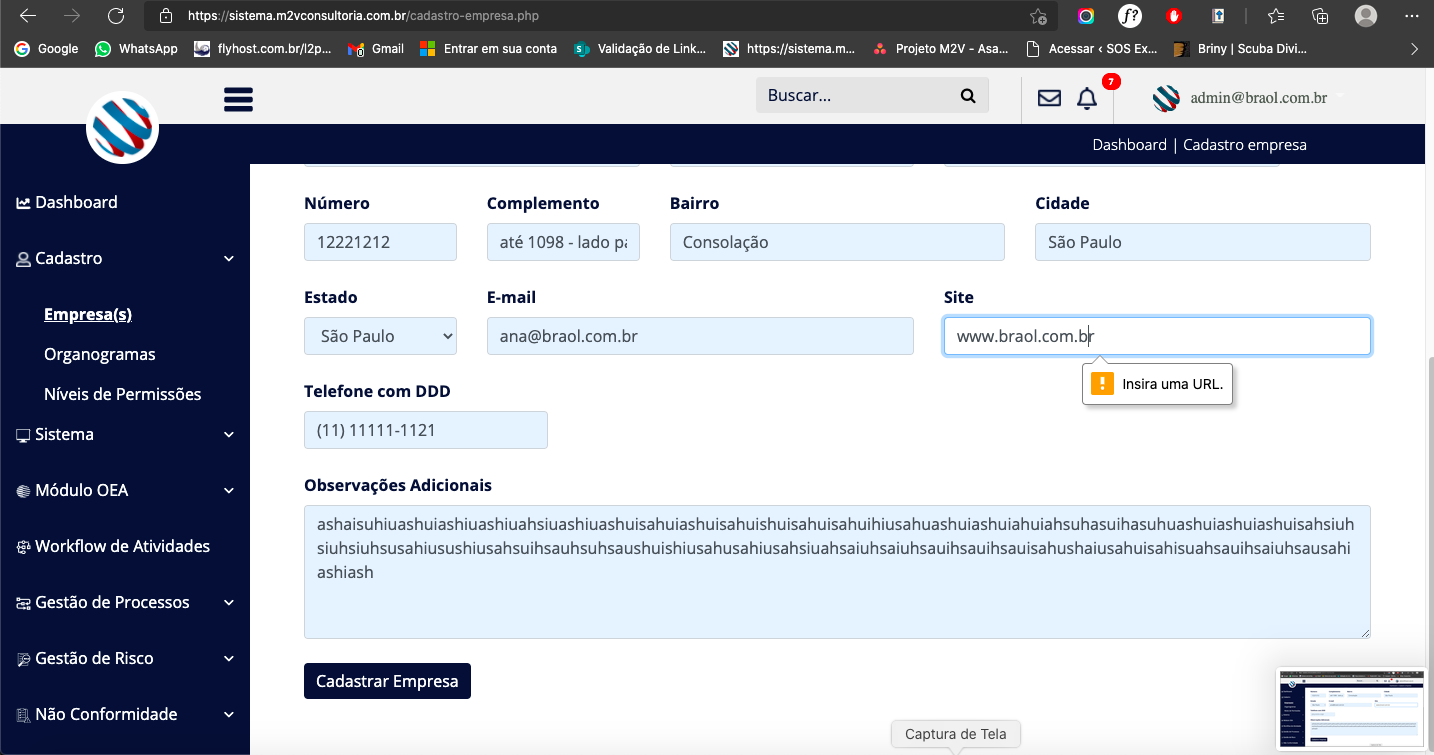 https://sistema.m2vconsultoria.com.br/cadastro-empresa.php
f?
Google WhatsApp flyhost.com.br/l2p... Gmail Entrar em sua conta Validação de Link... https://sistema.m... Projeto M2V - Asa... Acessar ‹ SOS Ex... Briny | Scuba Divi...
Buscar...
7
admin@braol.com.br
Dashboard | Cadastro empresa
Dashboard
Cadastro
Empresa(s)
Organogramas
Níveis de Permissões
Sistema
Módulo OEA
Workflow de Atividades
Gestão de Processos
Gestão de Risco
Não Conformidade
Número Complemento Bairro Cidade
12221212 até 1098 - lado pa Consolação São Paulo
Estado E-mail Site
São Paulo ana@braol.com.br www.braol.com.br
Insira uma URL.
Telefone com DDD
(11) 11111-1121
Observações Adicionais
ashaisuhiuashuiashiuashiuahsiuashiuashuisahuiashuisahuishuisahuisahuihiusahuashuiashuiahuiahsuhasuihasuhuashuiashuiashuisahsiuh
siuhsiuhsusahiusushiusahsuihsauhsuhsaushuishiusahusahiusahsiuahsaiuhsaiuhsauihsauihsauisahushaiusahuisahisuahsauihsaiuhsausahi
ashiash
Cadastrar Empresa
Captura de Tela